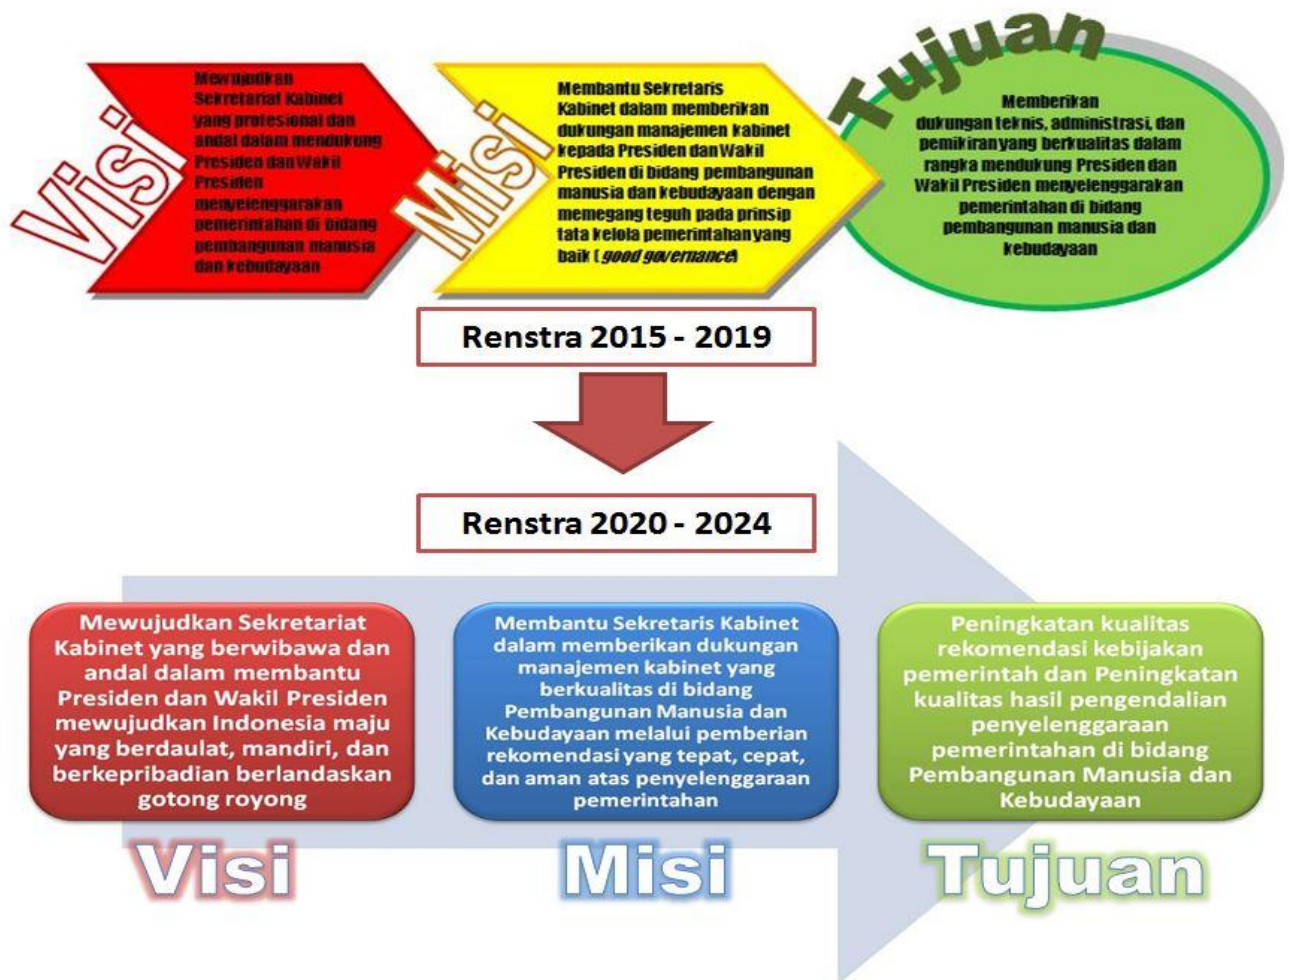 Visi
Mewujudkan
Sekretariat Kabinet
yang profesional dan
andal dalam mendukung
Presiden dan Wakil
Presiden
menyelenggarakan
pemerintahan di bidang
pembangunan manusia
dan kebudayaan
Misi
Membantu Sekretaris
Kabinet dalam memberikan
dukungan manajemen kabinet
kepada Presiden dan Wakil
Presiden di bidang pembangunan
manusia dan kebudayaan dengan
memegang teguh pada prinsip
tata kelola pemerintahan yang
baik (good governance)
Tujuan
Memberikan
dukungan teknis, administrasi, dan
pemikiran yang berkualitas dalam
rangka mendukung Presiden dan
Wakil Presiden menyelenggarakan
pemerintahan di bidang
pembangunan manusia dan
kebudayaan
Renstra 2015 - 2019
Renstra 2020 - 2024
Mewujudkan Sekretariat
Kabinet yang berwibawa dan
andal dalam membantu
Presiden dan Wakil Presiden
mewujudkan Indonesia maju
yang berdaulat, mandiri, dan
berkepribadian berlandaskan
gotong royong
Visi
Membantu Sekretaris Kabinet
dalam memberikan dukungan
manajemen kabinet yang
berkualitas di bidang
Pembangunan Manusia dan
Kebudayaan melalui pemberian
rekomendasi yang tepat, cepat,
dan aman atas penyelenggaraan
pemerintahan
Misi
Peningkatan kualitas
rekomendasi kebijakan
pemerintah dan Peningkatan
kualitas hasil pengendalian
penyelenggaraan
pemerintahan di bidang
Pembangunan Manusia dan
Kebudayaan
Tujuan